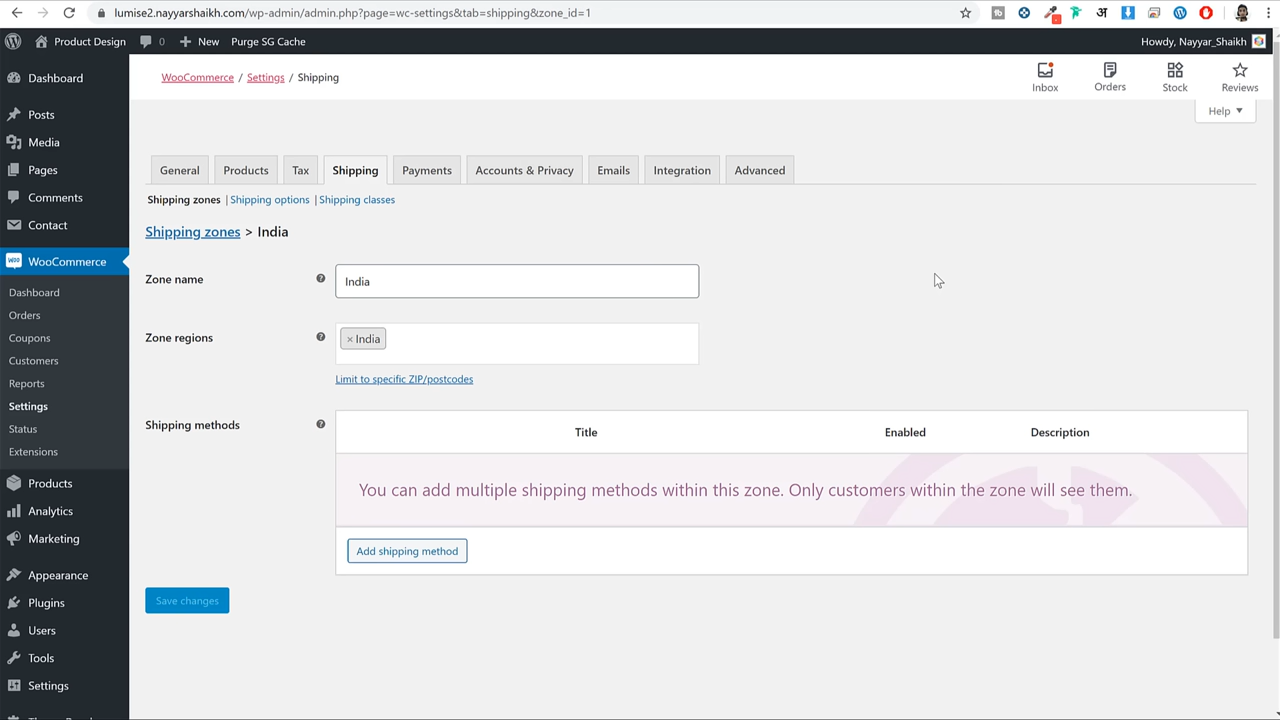 lumise2.nayyarshaikh.com/wp-admin/admin.php?page=wc-settings&tab=shipping&zone_id=1
Product Design 0 New Purge SG Cache Howdy, Nayyar_Shaikh
Dashboard
Posts
Media
Pages
Comments
Contact
WooCommerce
Dashboard
Orders
Coupons
Customers
Reports
Settings
Status
Extensions
Products
Analytics
Marketing
Appearance
Plugins
Users
Tools
Settings
WooCommerce / Settings / Shipping
Inbox Orders Stock Reviews
Help
General Products Tax Shipping Payments Accounts & Privacy Emails Integration Advanced
Shipping zones | Shipping options | Shipping classes
Shipping zones > India
Zone name ? India
Zone regions ? × India
Limit to specific ZIP/postcodes
Shipping methods ? Title Enabled Description
You can add multiple shipping methods within this zone. Only customers within the zone will see them.
Add shipping method
Save changes